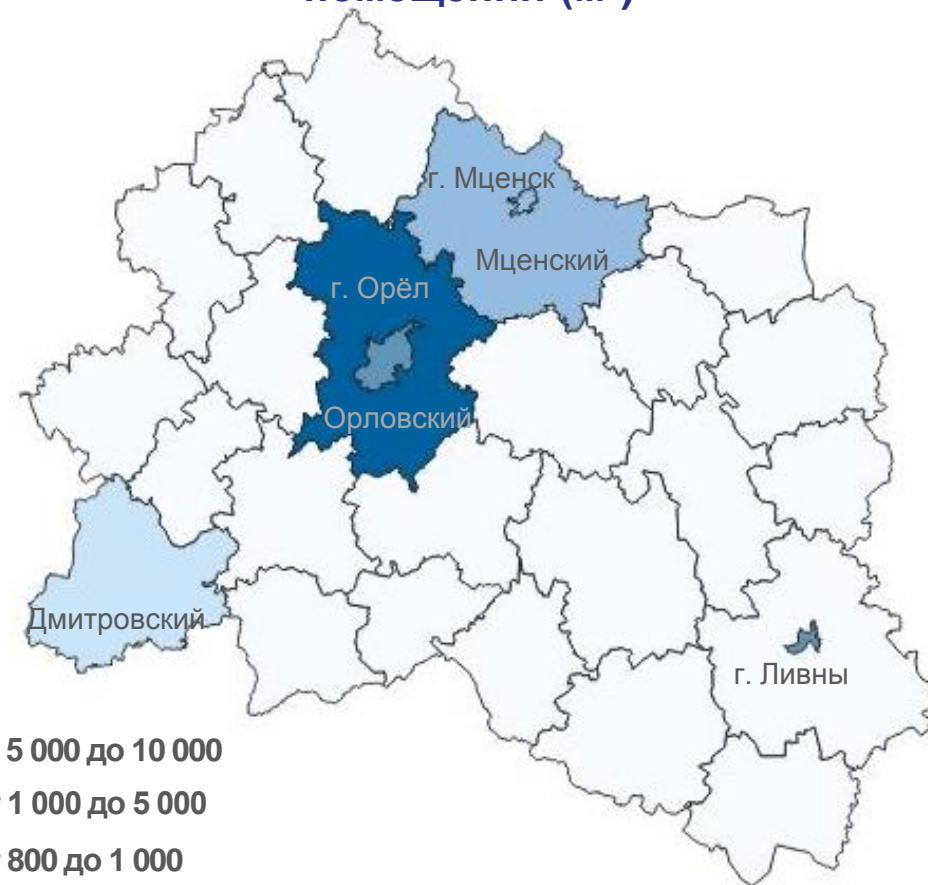 г. Мценск
Мценский
г. Орёл
Орловский
Дмитровский
г. Ливны
5 000 до 10 000
1 000 до 5 000
800 до 1 000